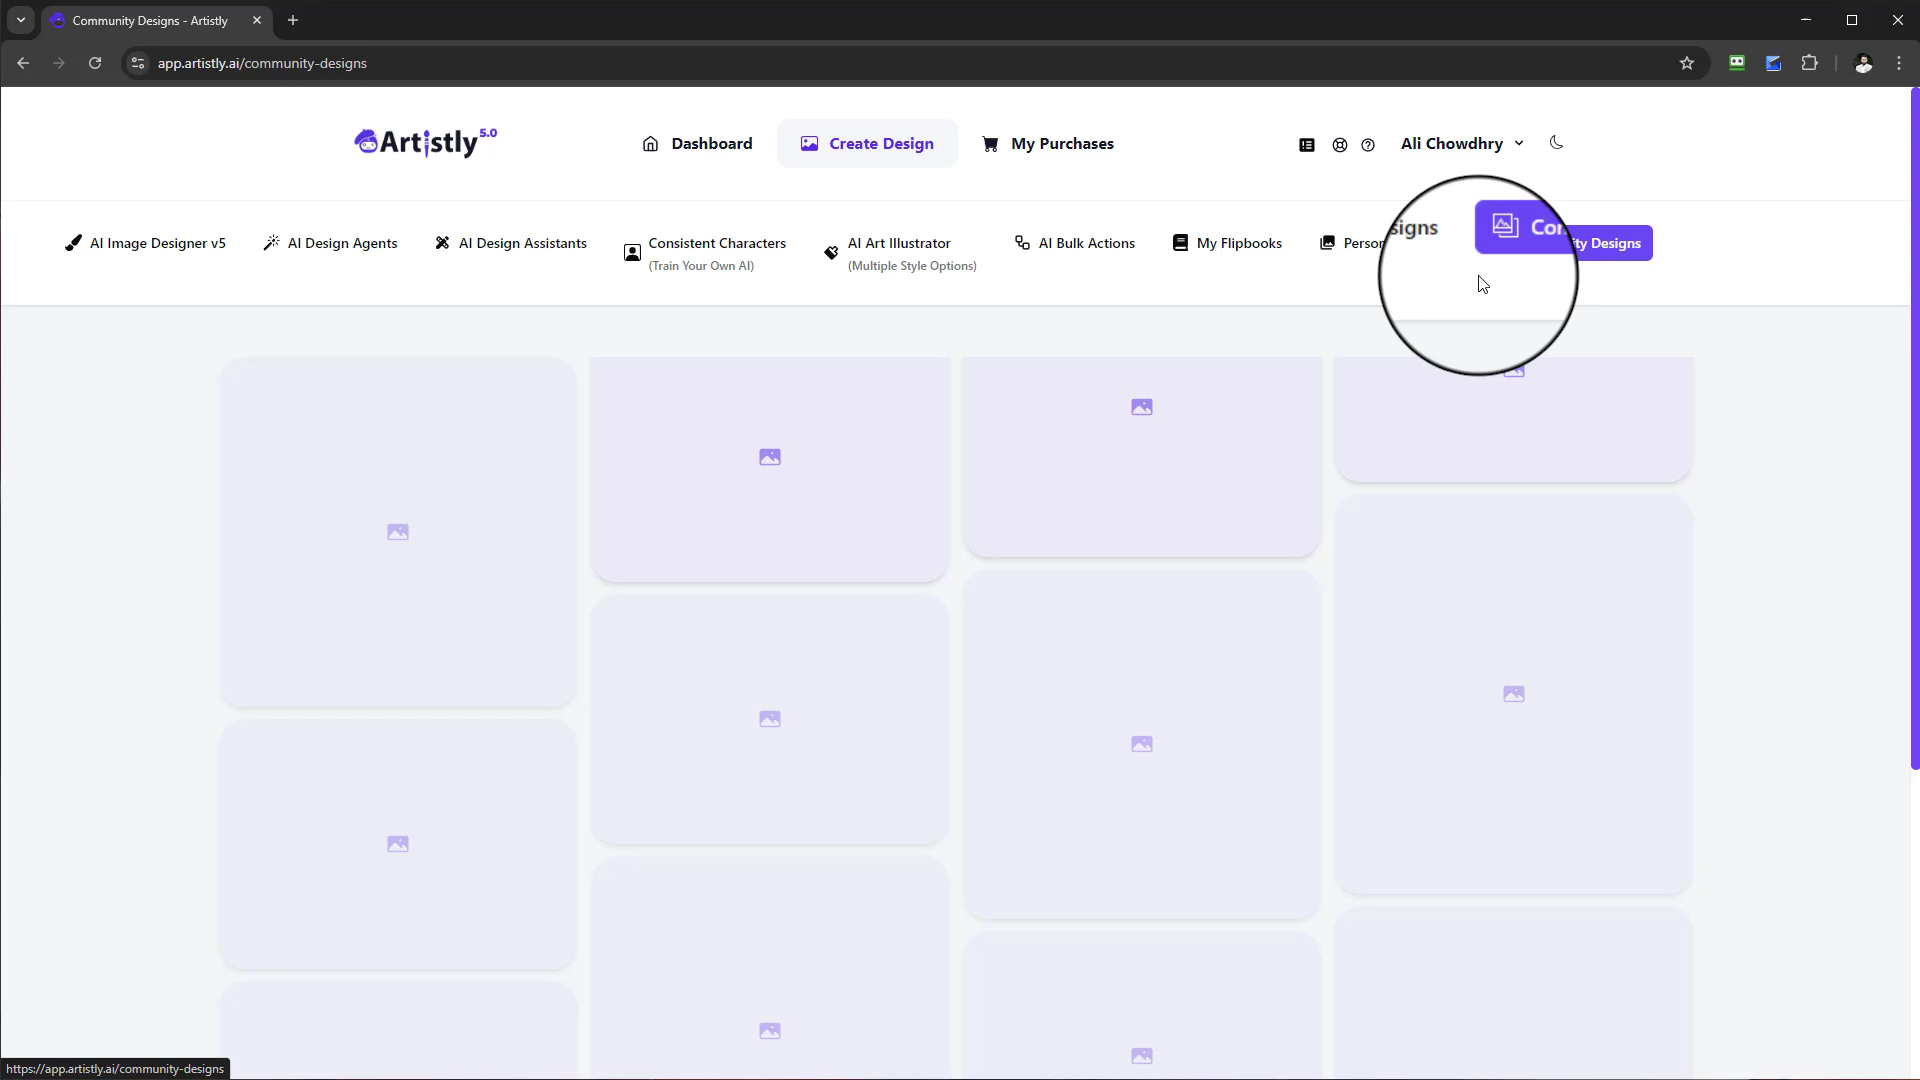 Community Designs - Artistly
app.artistly.ai/community-designs
Artistly 5.0
Dashboard
Create Design
My Purchases
Ali Chowdhry
AI Image Designer v5
AI Design Agents
AI Design Assistants
Consistent Characters
(Train Your Own AI)
AI Art Illustrator
(Multiple Style Options)
AI Bulk Actions
My Flipbooks
Person
signs
Com
ty Designs
https://app.artistly.ai/community-designs